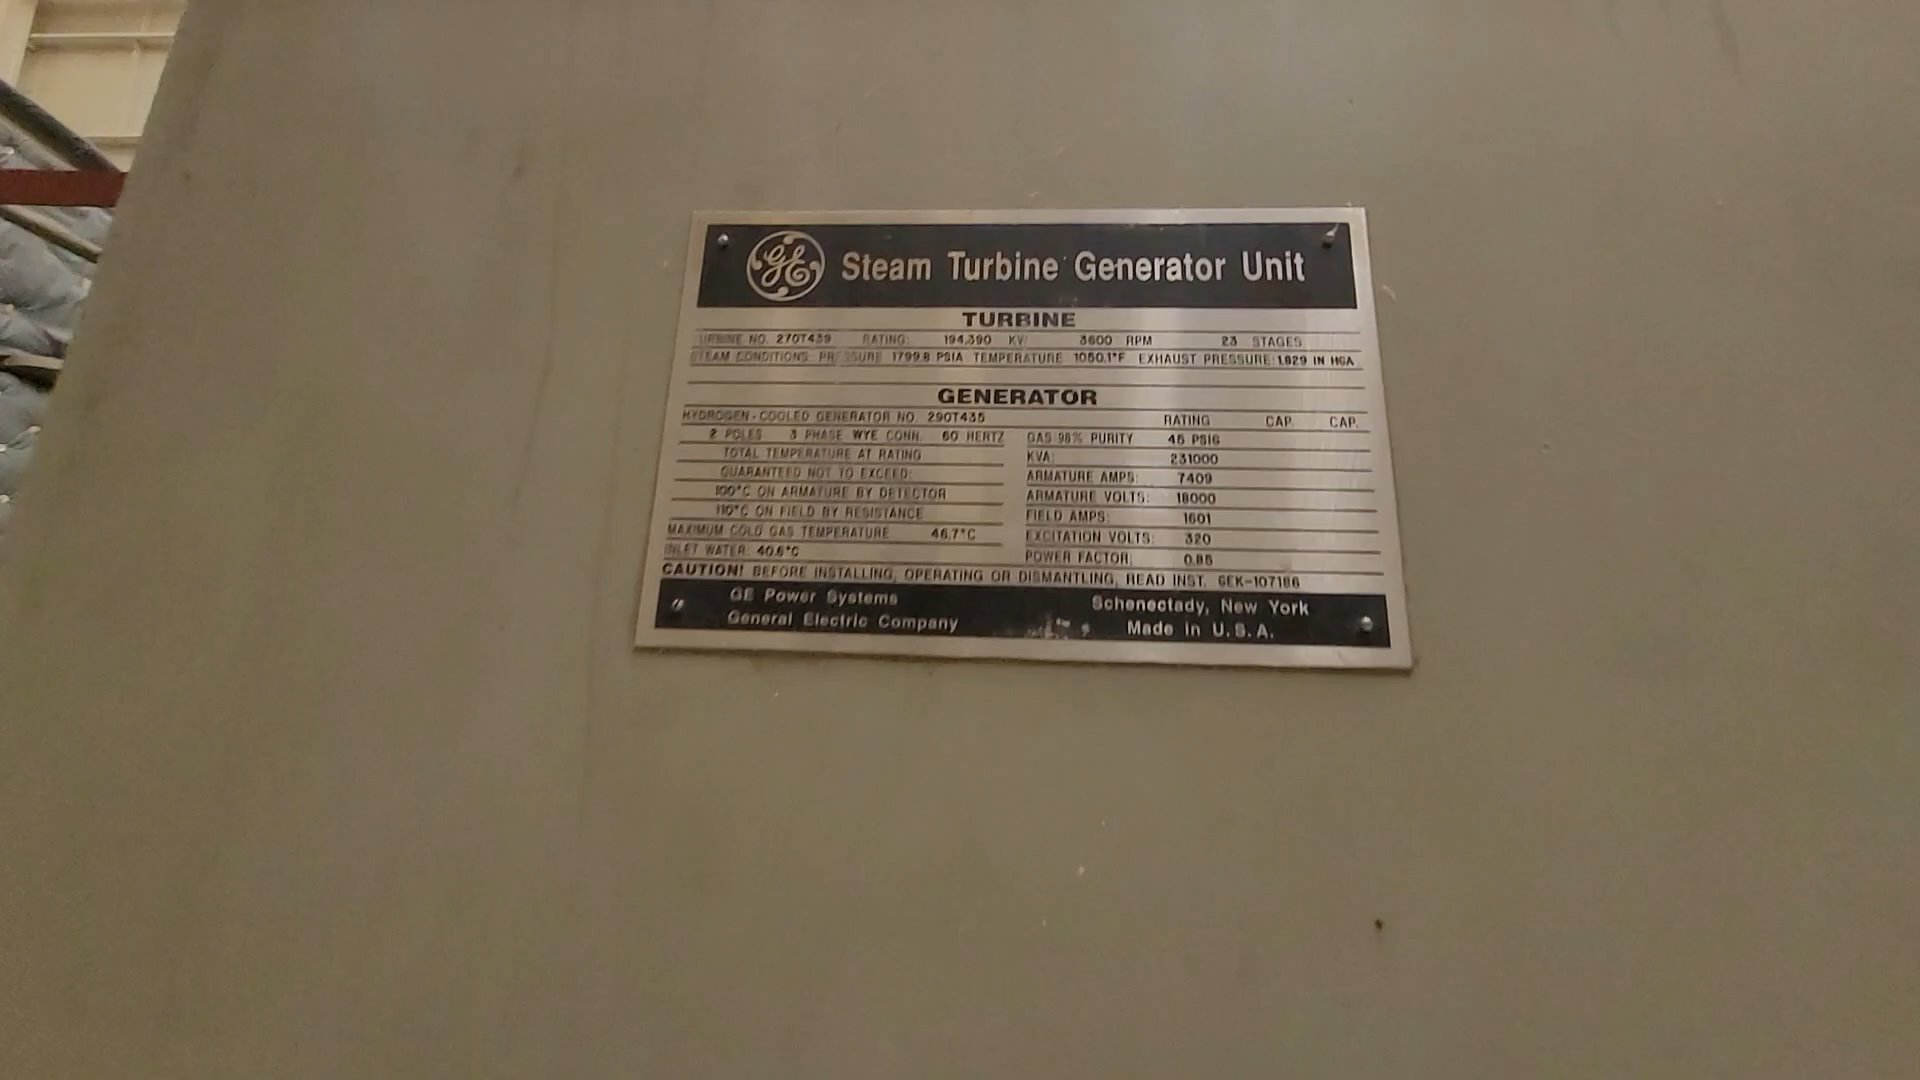 GE Steam Turbine Generator Unit
TURBINE
TURBINE NO. 270T439 RATING: 194,390 KW 3600 RPM 23 STAGES
STEAM CONDITIONS: PRESSURE 1799.8 PSIA TEMPERATURE 1050.1°F EXHAUST PRESSURE: 1.829 IN HGA
GENERATOR
HYDROGEN-COOLED GENERATOR NO. 290T435 RATING CAP. CAP.
2 POLES 3 PHASE WYE CONN. 60 HERTZ GAS 98% PURITY 45 PSIG
TOTAL TEMPERATURE AT RATING KVA: 231000
GUARANTEED NOT TO EXCEED: ARMATURE AMPS: 7409
100°C ON ARMATURE BY DETECTOR ARMATURE VOLTS: 18000
110°C ON FIELD BY RESISTANCE FIELD AMPS: 1601
MAXIMUM COLD GAS TEMPERATURE 46.7°C EXCITATION VOLTS: 320
INLET WATER: 40.6°C POWER FACTOR: 0.85
CAUTION! BEFORE INSTALLING, OPERATING OR DISMANTLING, READ INST. GEK-107186
GE Power Systems Schenectady, New York
General Electric Company Made in U.S.A.